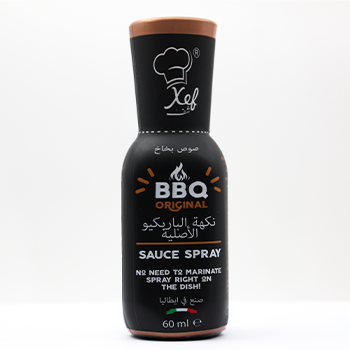 ®
Xef
صوص بخاخ
BBQ
ORIGINAL
نكهة الباربكيو
الأصلية
SAUCE SPRAY
NO NEED TO MARINATE
SPRAY RIGHT ON
THE DISH!
صنع في ايطاليا
60 ml e